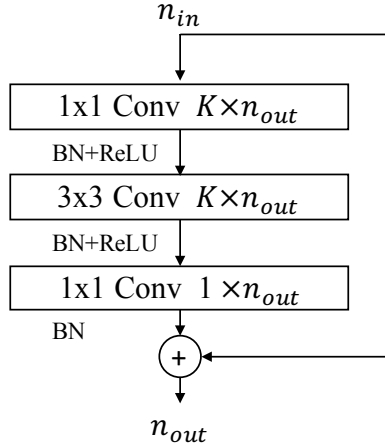 n_in
1x1 Conv K×n_out
BN+ReLU
3x3 Conv K×n_out
BN+ReLU
1x1 Conv 1×n_out
BN
+
n_out